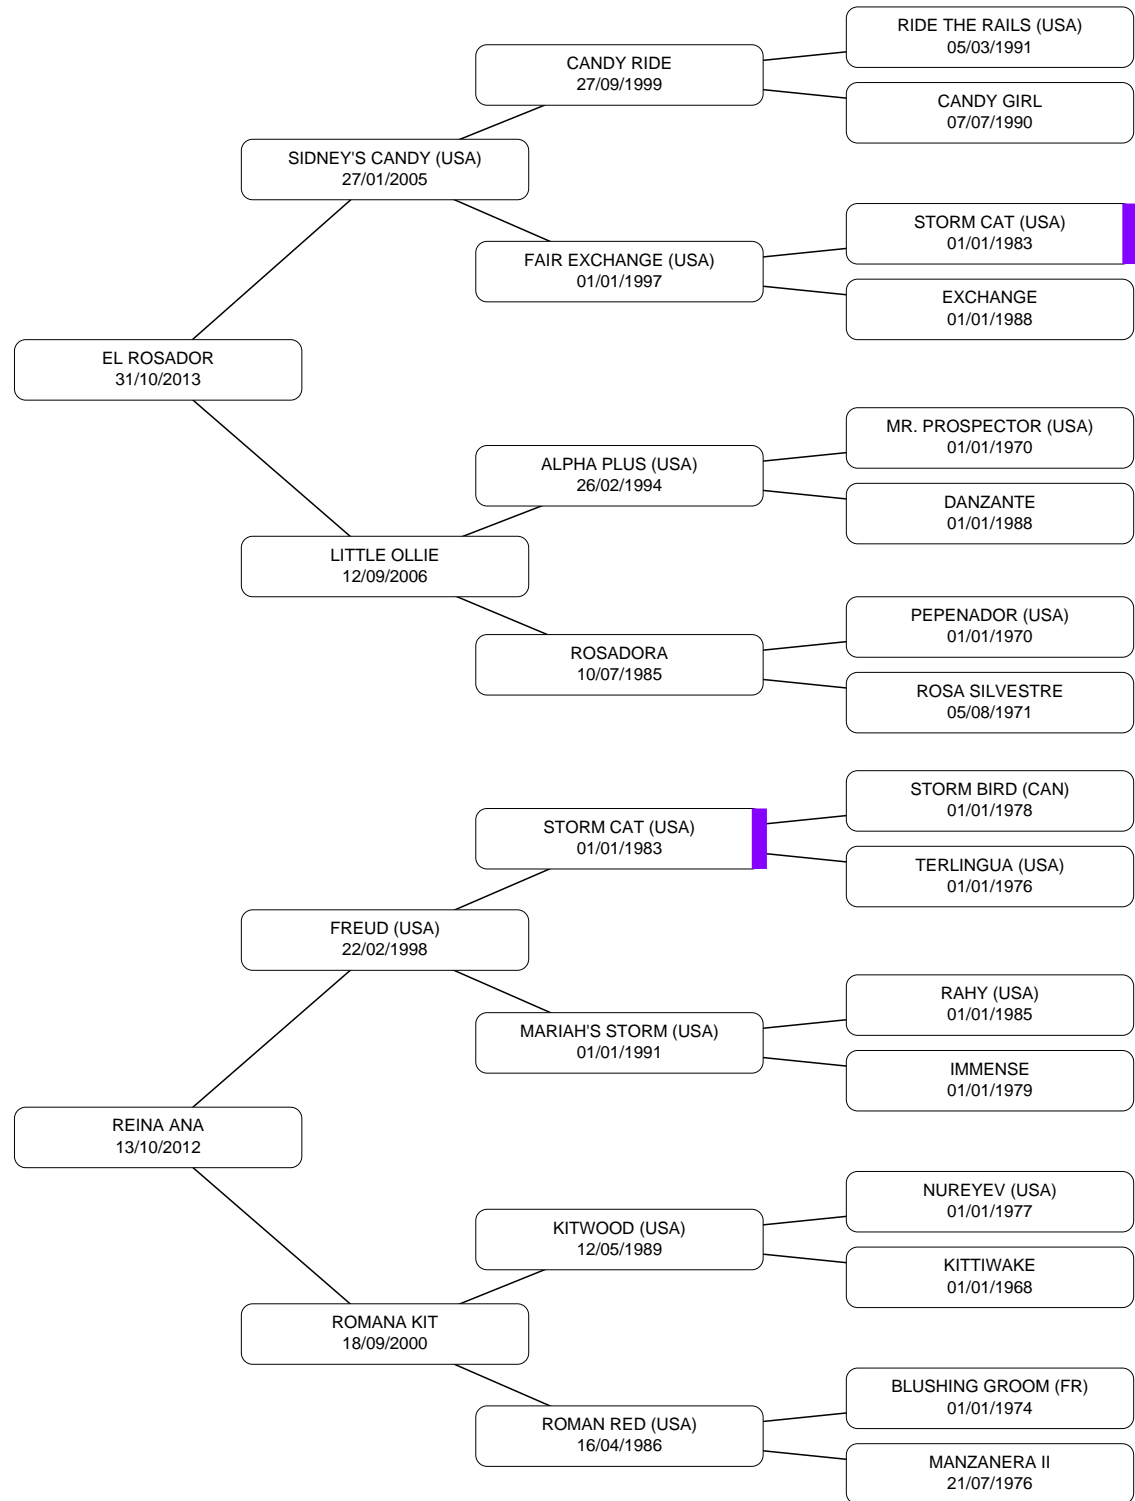 RIDE THE RAILS (USA)
05/03/1991
CANDY RIDE
27/09/1999
CANDY GIRL
07/07/1990
SIDNEY'S CANDY (USA)
27/01/2005
STORM CAT (USA)
01/01/1983
FAIR EXCHANGE (USA)
01/01/1997
EXCHANGE
01/01/1988
EL ROSADOR
31/10/2013
MR. PROSPECTOR (USA)
01/01/1970
ALPHA PLUS (USA)
26/02/1994
DANZANTE
01/01/1988
LITTLE OLLIE
12/09/2006
PEPENADOR (USA)
01/01/1970
ROSADORA
10/07/1985
ROSA SILVESTRE
05/08/1971
STORM BIRD (CAN)
01/01/1978
STORM CAT (USA)
01/01/1983
TERLINGUA (USA)
01/01/1976
FREUD (USA)
22/02/1998
RAHY (USA)
01/01/1985
MARIAH'S STORM (USA)
01/01/1991
IMMENSE
01/01/1979
REINA ANA
13/10/2012
NUREYEV (USA)
01/01/1977
KITWOOD (USA)
12/05/1989
KITTIWAKE
01/01/1968
ROMANA KIT
18/09/2000
BLUSHING GROOM (FR)
01/01/1974
ROMAN RED (USA)
16/04/1986
MANZANERA II
21/07/1976